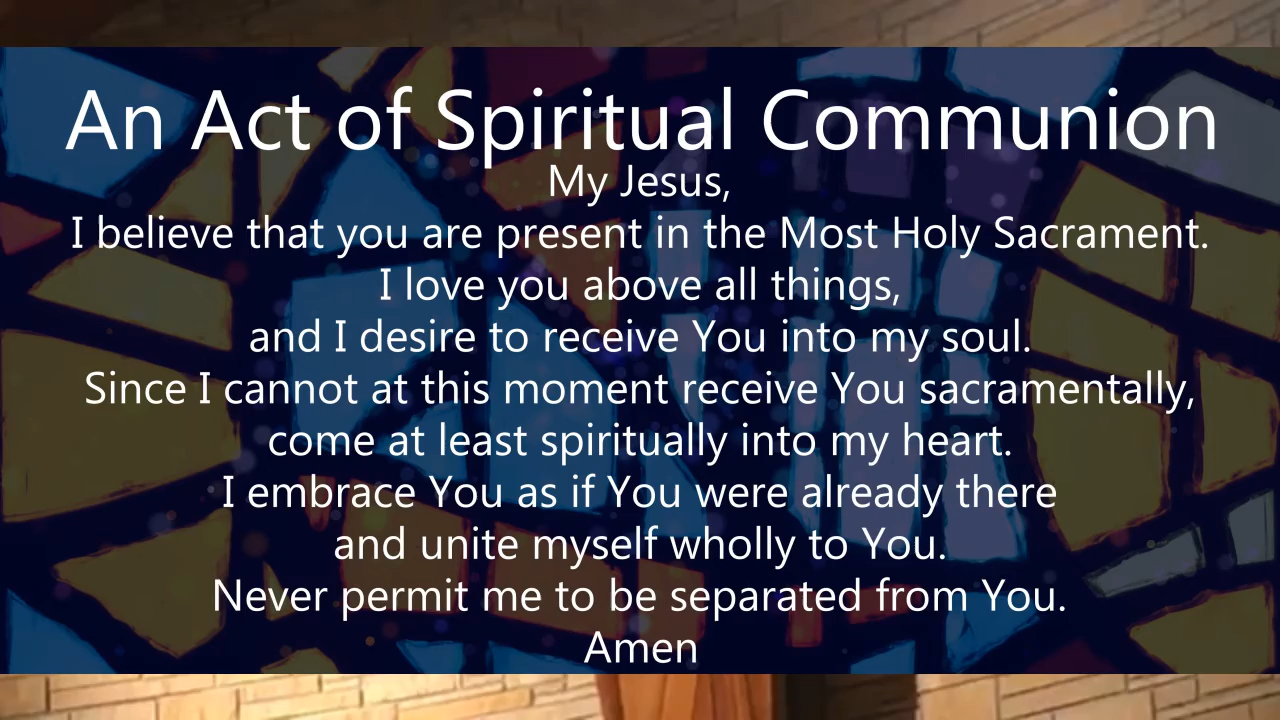 An Act of Spiritual Communion
My Jesus,
I believe that you are present in the Most Holy Sacrament.
I love you above all things,
and I desire to receive You into my soul.
Since I cannot at this moment receive You sacramentally,
come at least spiritually into my heart.
I embrace You as if You were already there
and unite myself wholly to You.
Never permit me to be separated from You.
Amen